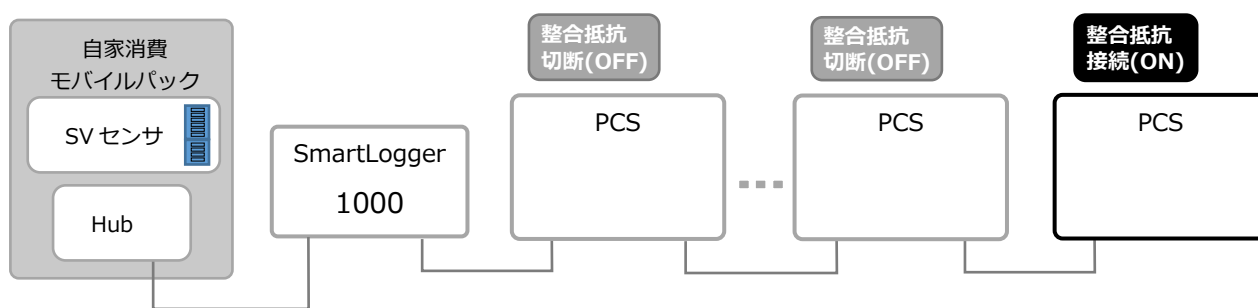 自家消費
モバイルパック
SV センサ
Hub
SmartLogger
1000
整合抵抗
切断(OFF)
PCS
整合抵抗
切断(OFF)
PCS
整合抵抗
接続(ON)
PCS